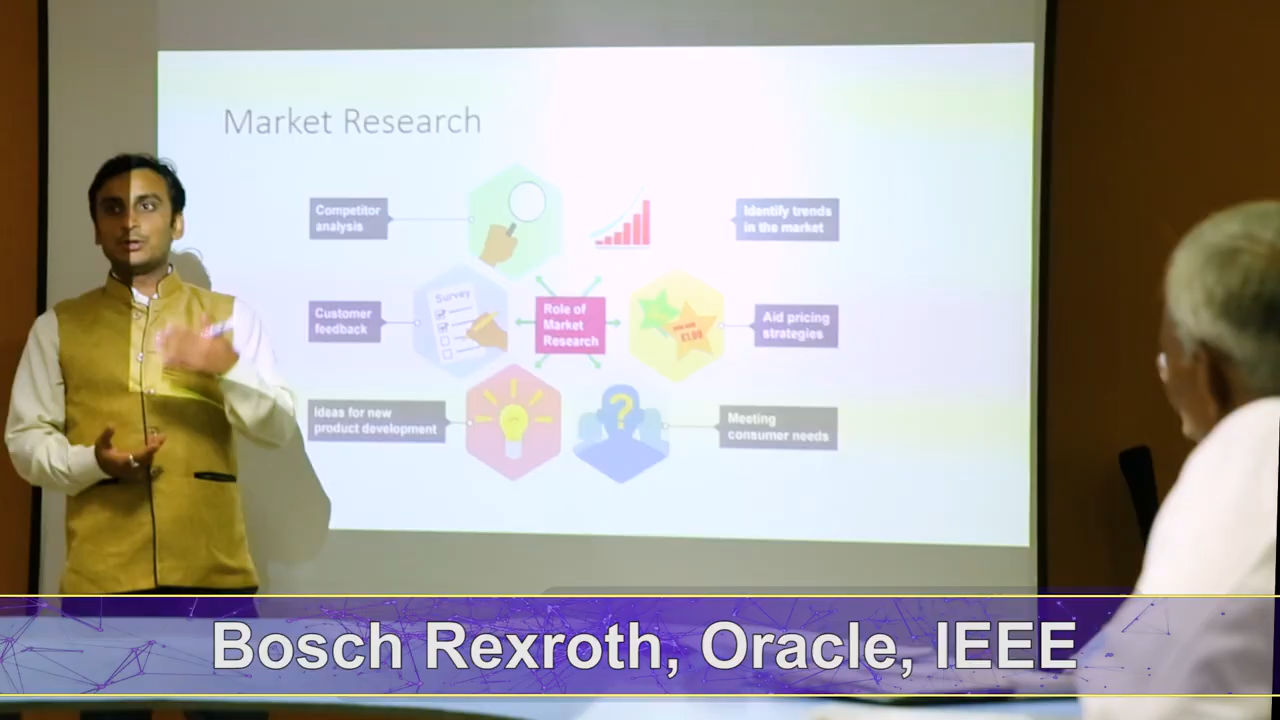 Market Research
Competitor
analysis
Identify trends
in the market
Survey
Customer
feedback
Role of
Market
Research
£1.99
Aid pricing
strategies
Ideas for new
product development
?
Meeting
consumer needs
Bosch Rexroth, Oracle, IEEE